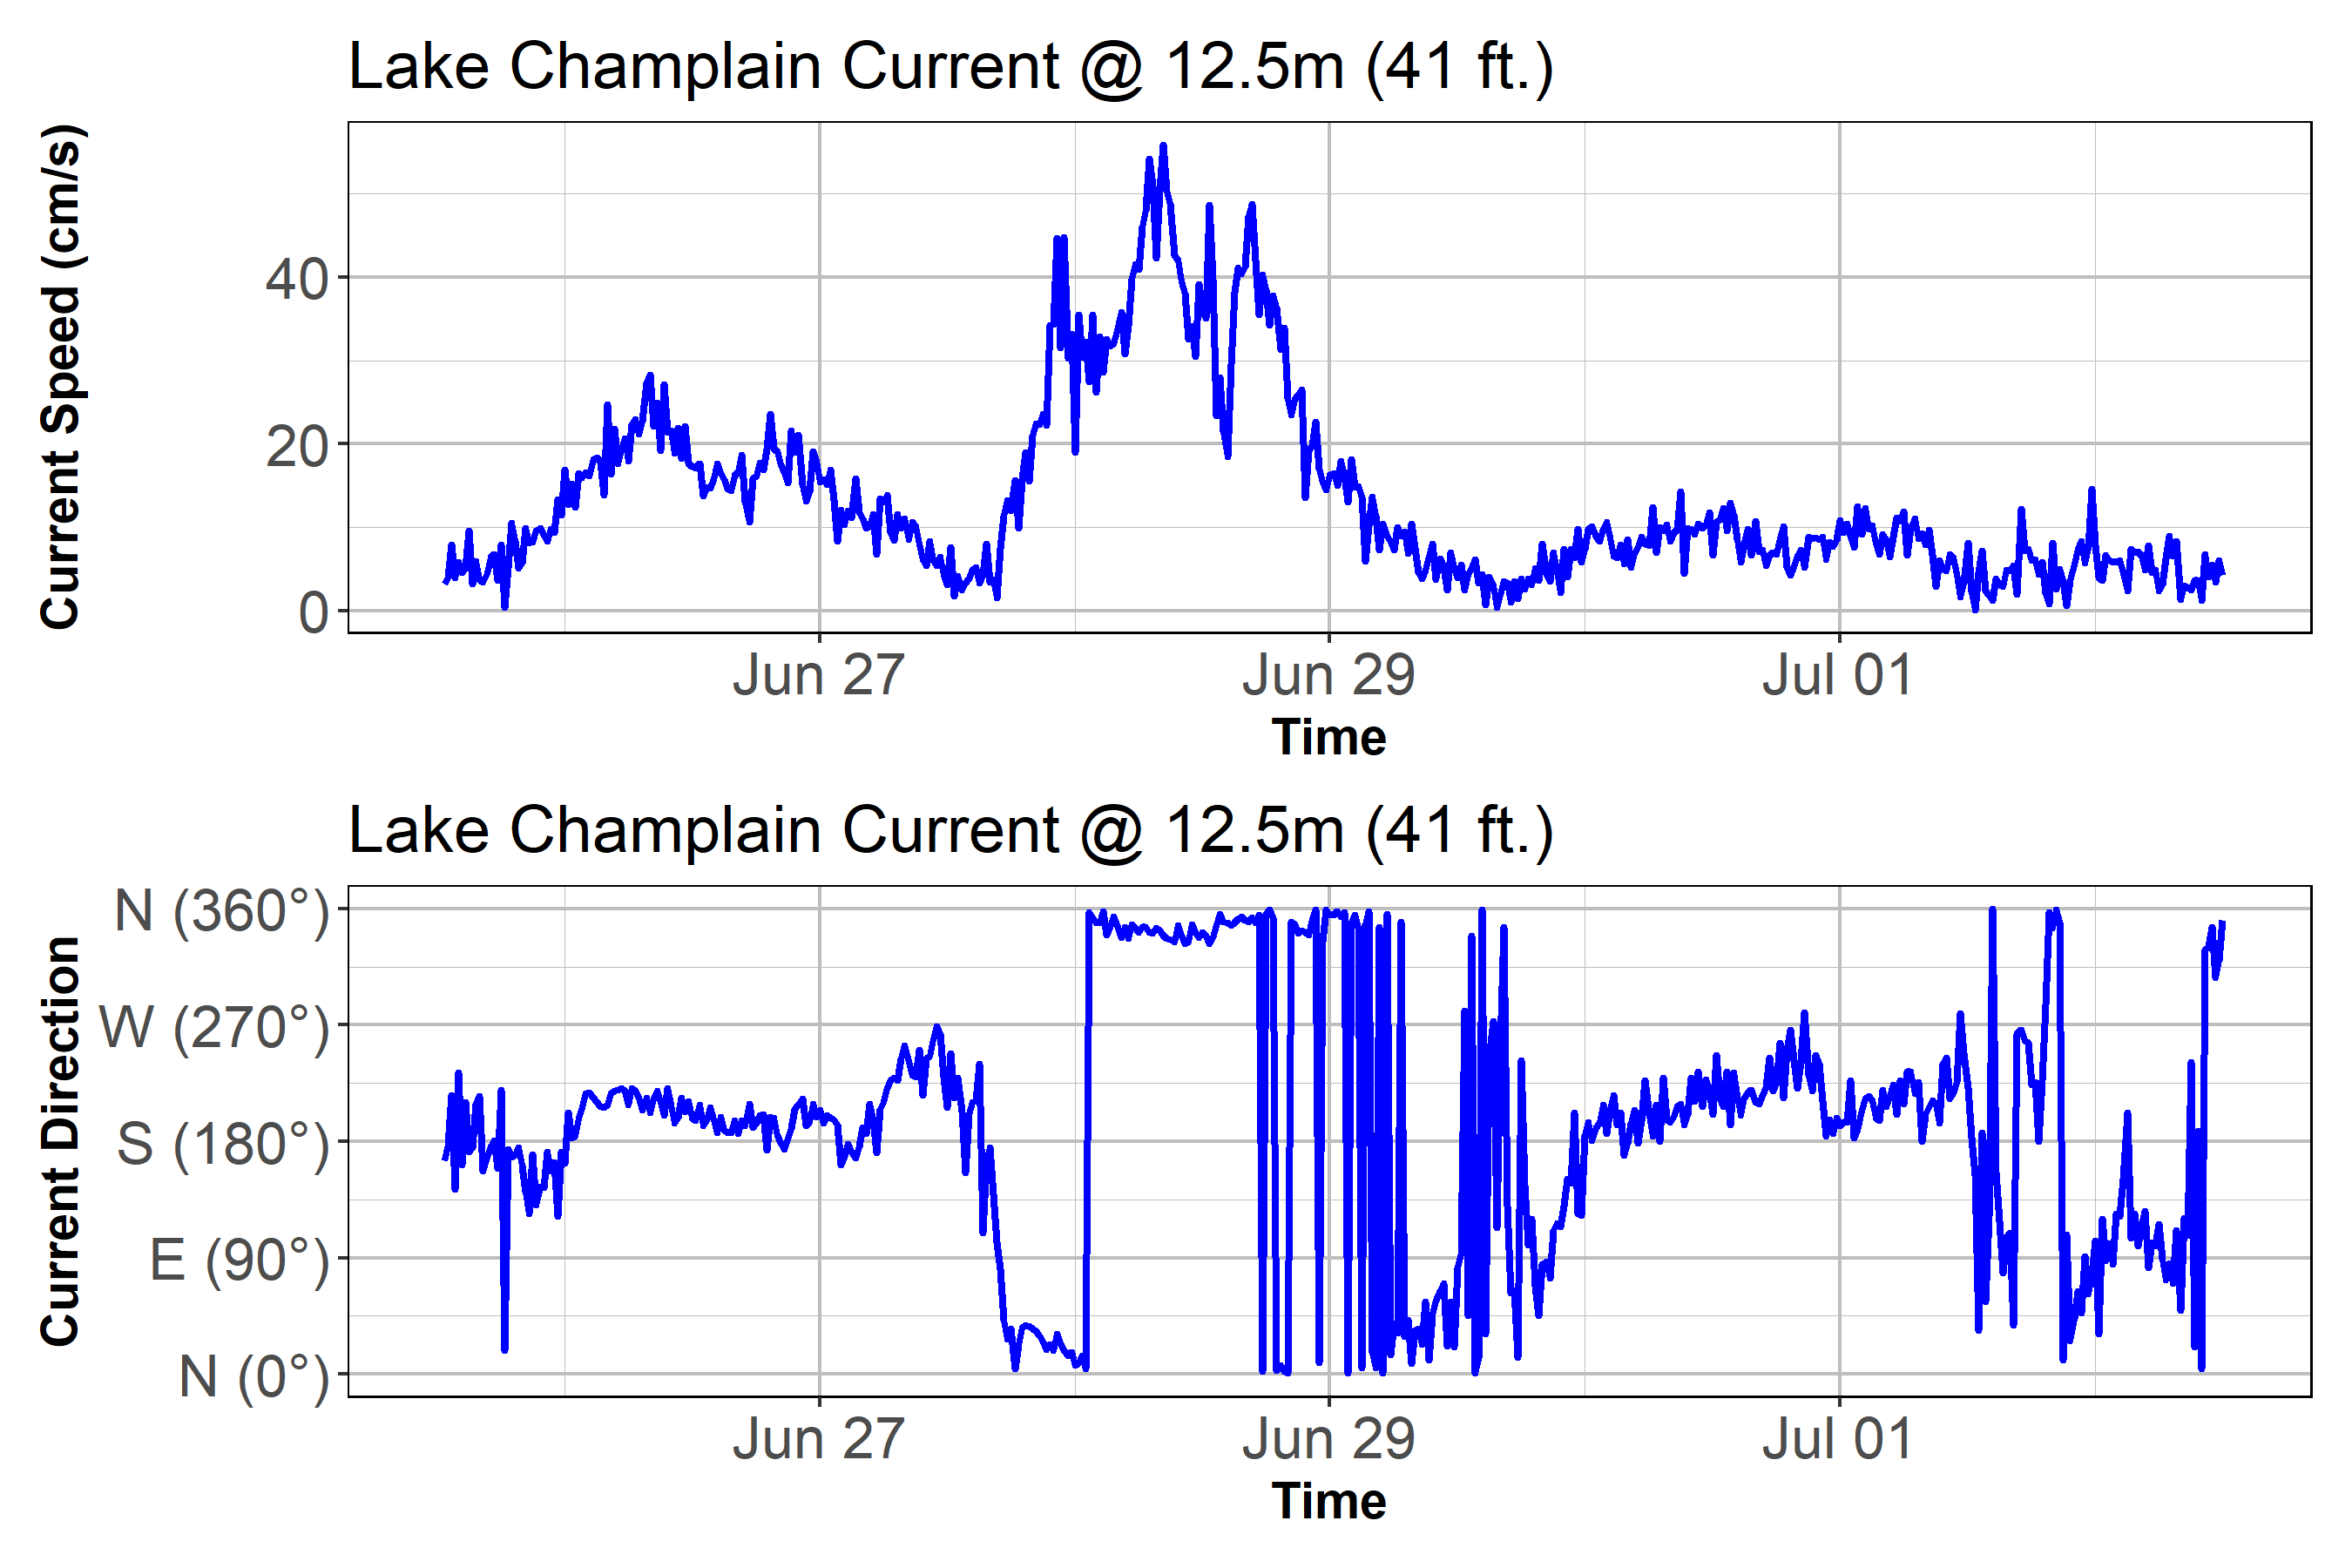 Lake Champlain Current @ 12.5m (41 ft.)
Current Speed (cm/s)
40
20
0
Jun 27
Jun 29
Jul 01
Time
Lake Champlain Current @ 12.5m (41 ft.)
Current Direction
N (360°)
W (270°)
S (180°)
E (90°)
N (0°)
Jun 27
Jun 29
Jul 01
Time